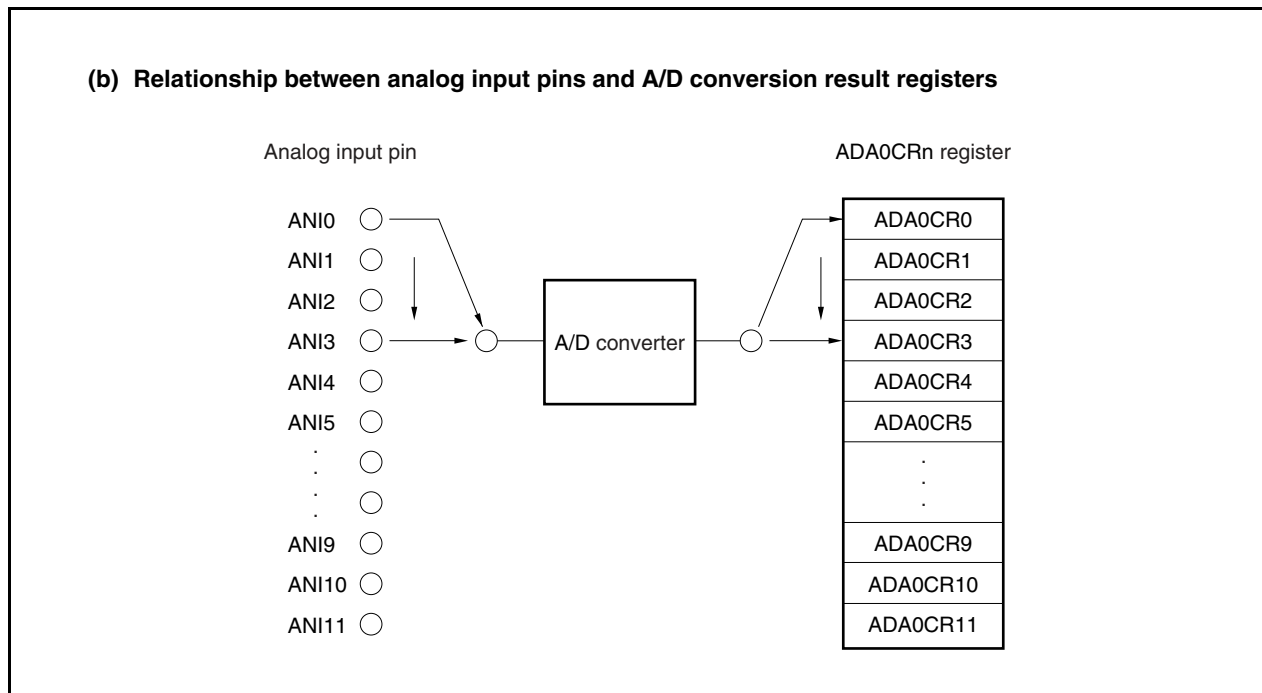 (b) Relationship between analog input pins and A/D conversion result registers
Analog input pin
ADA0CRn register
ANI0
ADA0CR0
ANI1
ADA0CR1
ANI2
ADA0CR2
ANI3
A/D converter
ADA0CR3
ANI4
ADA0CR4
ANI5
ADA0CR5
.
.
.
.
.
.
.
ANI9
ADA0CR9
ANI10
ADA0CR10
ANI11
ADA0CR11